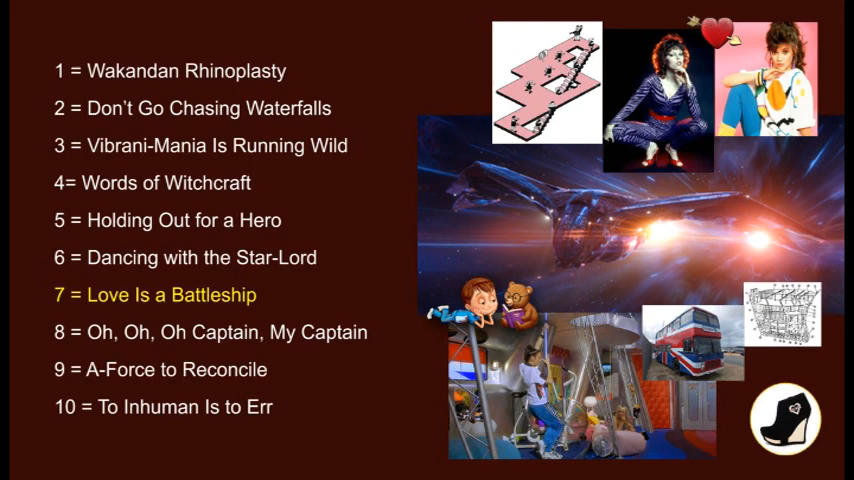 1 = Wakandan Rhinoplasty
2 = Don’t Go Chasing Waterfalls
3 = Vibrani-Mania Is Running Wild
4= Words of Witchcraft
5 = Holding Out for a Hero
6 = Dancing with the Star-Lord
7 = Love Is a Battleship
8 = Oh, Oh, Oh Captain, My Captain
9 = A-Force to Reconcile
10 = To Inhuman Is to Err